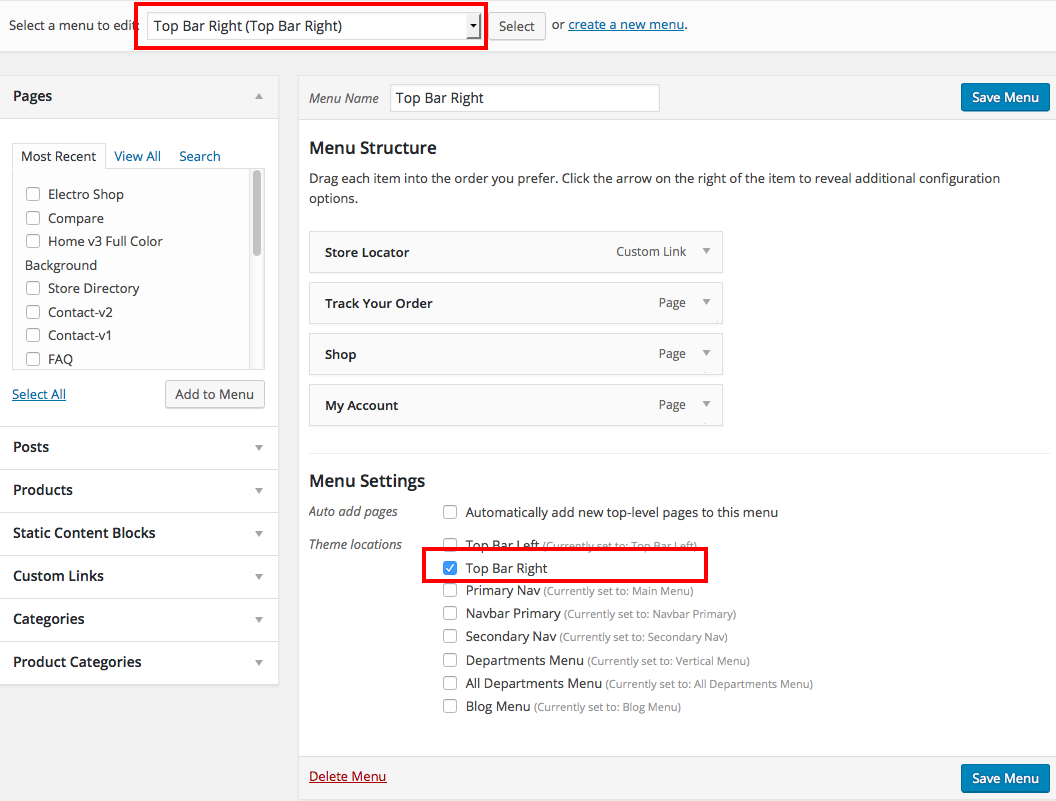 Select a menu to edit: Top Bar Right (Top Bar Right) Select or create a new menu.
Pages
Most Recent View All Search
Electro Shop
Compare
Home v3 Full Color
Background
Store Directory
Contact-v2
Contact-v1
FAQ
Select All Add to Menu
Posts
Products
Static Content Blocks
Custom Links
Categories
Product Categories
Menu Name Top Bar Right Save Menu
Menu Structure
Drag each item into the order you prefer. Click the arrow on the right of the item to reveal additional configuration
options.
Store Locator Custom Link
Track Your Order Page
Shop Page
My Account Page
Menu Settings
Auto add pages Automatically add new top-level pages to this menu
Theme locations Top Bar Left (Currently set to: Top Bar Left)
Top Bar Right
Primary Nav (Currently set to: Main Menu)
Navbar Primary (Currently set to: Navbar Primary)
Secondary Nav (Currently set to: Secondary Nav)
Departments Menu (Currently set to: Vertical Menu)
All Departments Menu (Currently set to: All Departments Menu)
Blog Menu (Currently set to: Blog Menu)
Delete Menu Save Menu